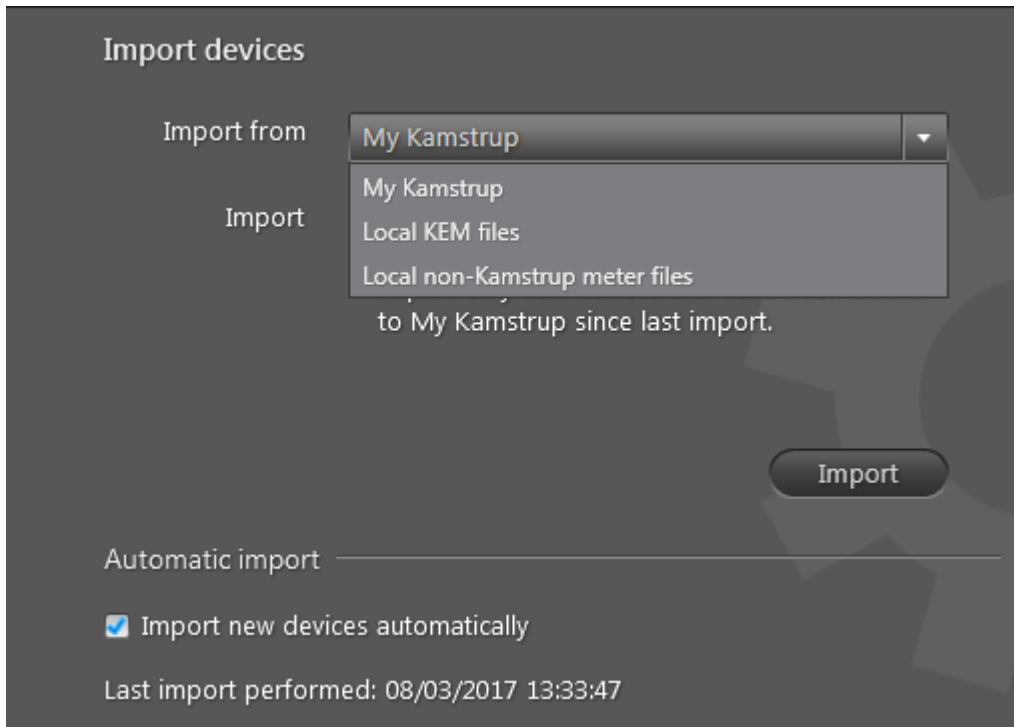 Import devices
Import from
My Kamstrup
My Kamstrup
Import
Local KEM files
Local non-Kamstrup meter files
to My Kamstrup since last import.
Import
Automatic import
Import new devices automatically
Last import performed: 08/03/2017 13:33:47